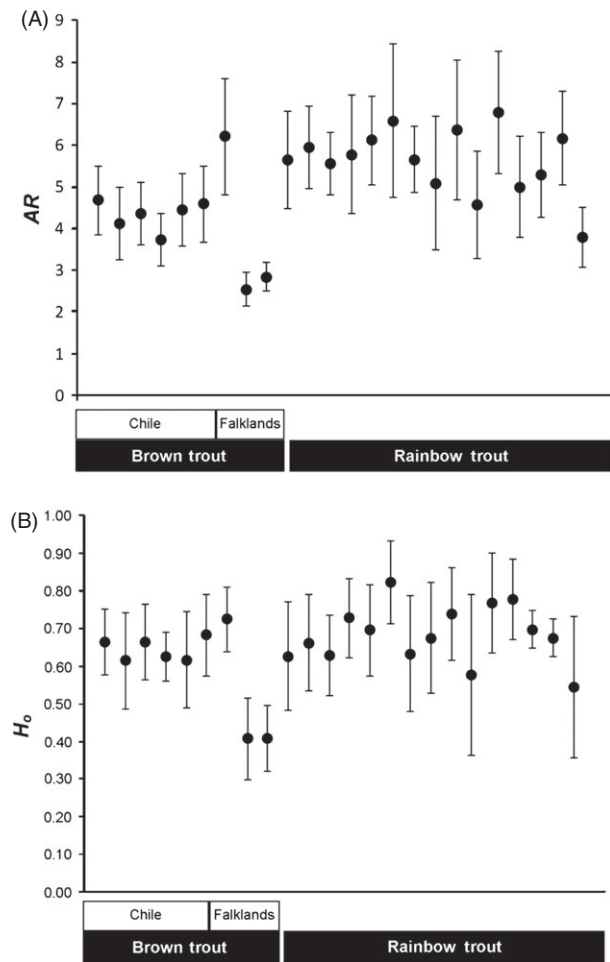 (A)
9
8
7
6
5
4
3
2
1
0
AR
Chile Falklands
Brown trout Rainbow trout
(B)
1.00
0.90
0.80
0.70
0.60
0.50
0.40
0.30
0.20
0.10
0.00
Ho
Chile Falklands
Brown trout Rainbow trout